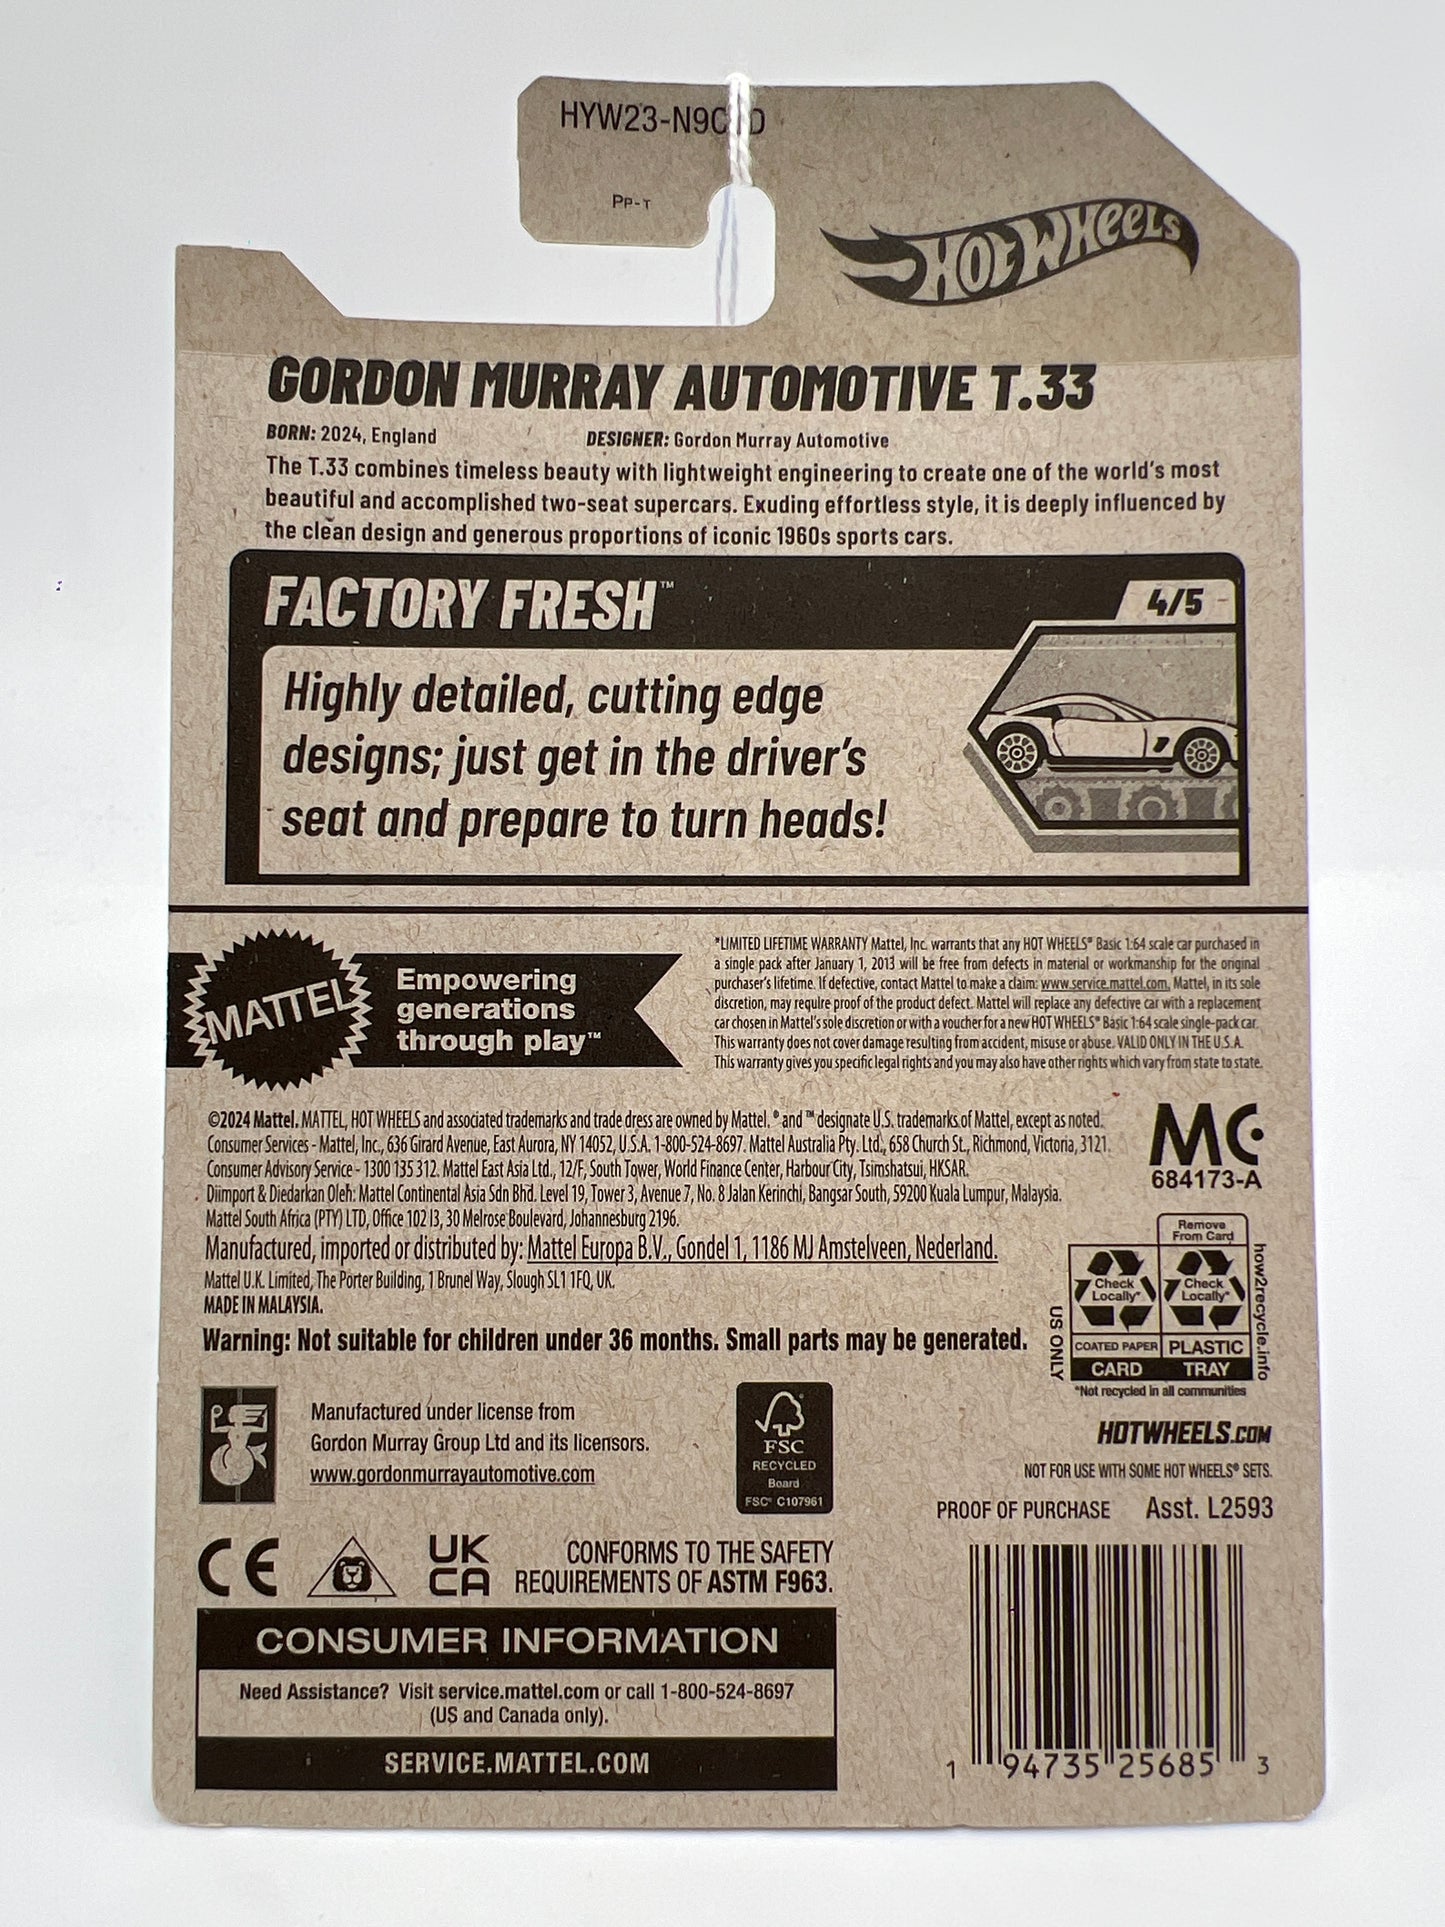 Pp-T
HOT WHEELS
GORDON MURRAY AUTOMOTIVE T.33
BORN: 2024, England DESIGNER: Gordon Murray Automotive
The T.33 combines timeless beauty with lightweight engineering to create one of the world's most
beautiful and accomplished two-seat supercars. Exuding effortless style, it is deeply influenced by
the clean design and generous proportions of iconic 1960s sports cars.
FACTORY FRESH™ 4/5
Highly detailed, cutting edge
designs; just get in the driver's
seat and prepare to turn heads!
MATTEL
Empowering
generations
through play™
*LIMITED LIFETIME WARRANTY Mattel, Inc. warrants that any HOT WHEELS® Basic 1:64 scale car purchased in
a single pack after January 1, 2013 will be free from defects in material or workmanship for the original
purchaser's lifetime. If defective, contact Mattel to make a claim: www.service.mattel.com. Mattel, in its sole
discretion, may require proof of the product defect. Mattel will replace any defective car with a replacement
car chosen in Mattel's sole discretion or with a voucher for a new HOT WHEELS® Basic 1:64 scale single-pack car.
This warranty does not cover damage resulting from accident, misuse or abuse. VALID ONLY IN THE U.S.A.
This warranty gives you specific legal rights and you may also have other rights which vary from state to state.
©2024 Mattel. MATTEL, HOT WHEELS and associated trademarks and trade dress are owned by Mattel. ® and ™ designate U.S. trademarks of Mattel, except as noted.
Consumer Services - Mattel, Inc., 636 Girard Avenue, East Aurora, NY 14052, U.S.A. 1-800-524-8697. Mattel Australia Pty. Ltd., 658 Church St., Richmond, Victoria, 3121.
Consumer Advisory Service - 1300 135 312. Mattel East Asia Ltd., 12/F, South Tower, World Finance Center, Harbour City, Tsimshatsui, HKSAR.
Diimport & Diedarkan Oleh: Mattel Continental Asia Sdn Bhd. Level 19, Tower 3, Avenue 7, No. 8 Jalan Kerinchi, Bangsar South, 59200 Kuala Lumpur, Malaysia.
Mattel South Africa (PTY) LTD, Office 102 I3, 30 Melrose Boulevard, Johannesburg 2196.
Manufactured, imported or distributed by: Mattel Europa B.V., Gondel 1, 1186 MJ Amstelveen, Nederland.
Mattel U.K. Limited, The Porter Building, 1 Brunel Way, Slough SL1 1FQ, UK.
MADE IN MALAYSIA.
Warning: Not suitable for children under 36 months. Small parts may be generated.
MC
684173-A
Remove
From Card
Check
Locally*
Check
Locally*
COATED PAPER PLASTIC
CARD TRAY
US ONLY
how2recycle.info
*Not recycled in all communities
Manufactured under license from
Gordon Murray Group Ltd and its licensors.
www.gordonmurrayautomotive.com
FSC
RECYCLED
Board
FSC® C107961
HOTWHEELS.COM
NOT FOR USE WITH SOME HOT WHEELS® SETS.
PROOF OF PURCHASE Asst. L2593
CE
UK
CA
CONFORMS TO THE SAFETY
REQUIREMENTS OF ASTM F963.
CONSUMER INFORMATION
Need Assistance? Visit service.mattel.com or call 1-800-524-8697
(US and Canada only).
SERVICE.MATTEL.COM
1 94735 25685 3